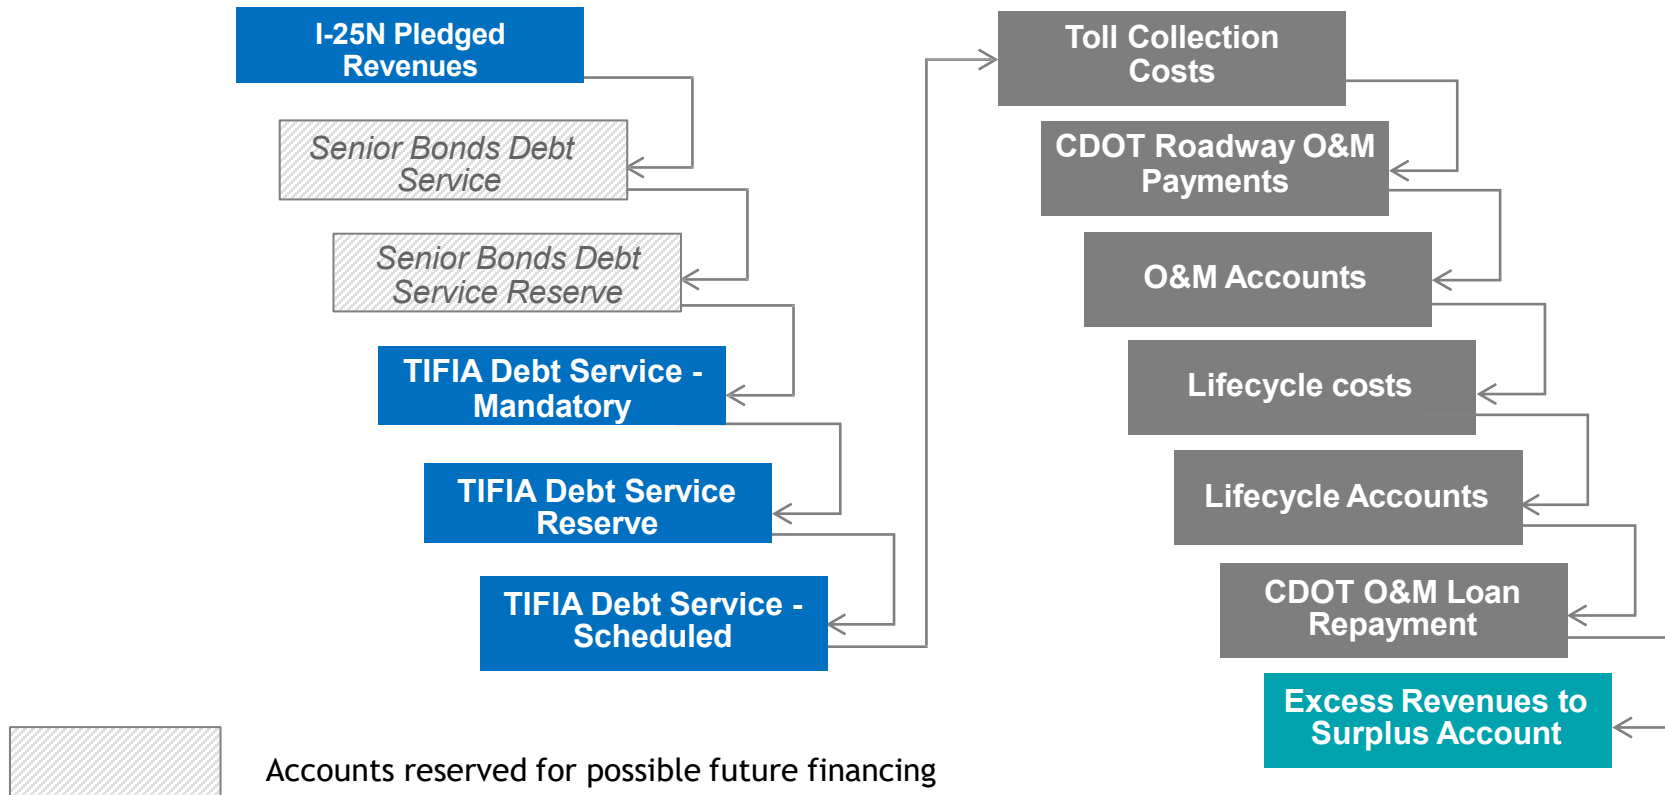 I-25N Pledged
Revenues
Senior Bonds Debt
Service
Senior Bonds Debt
Service Reserve
TIFIA Debt Service -
Mandatory
TIFIA Debt Service
Reserve
TIFIA Debt Service -
Scheduled
Toll Collection
Costs
CDOT Roadway O&M
Payments
O&M Accounts
Lifecycle costs
Lifecycle Accounts
CDOT O&M Loan
Repayment
Excess Revenues to
Surplus Account
Accounts reserved for possible future financing